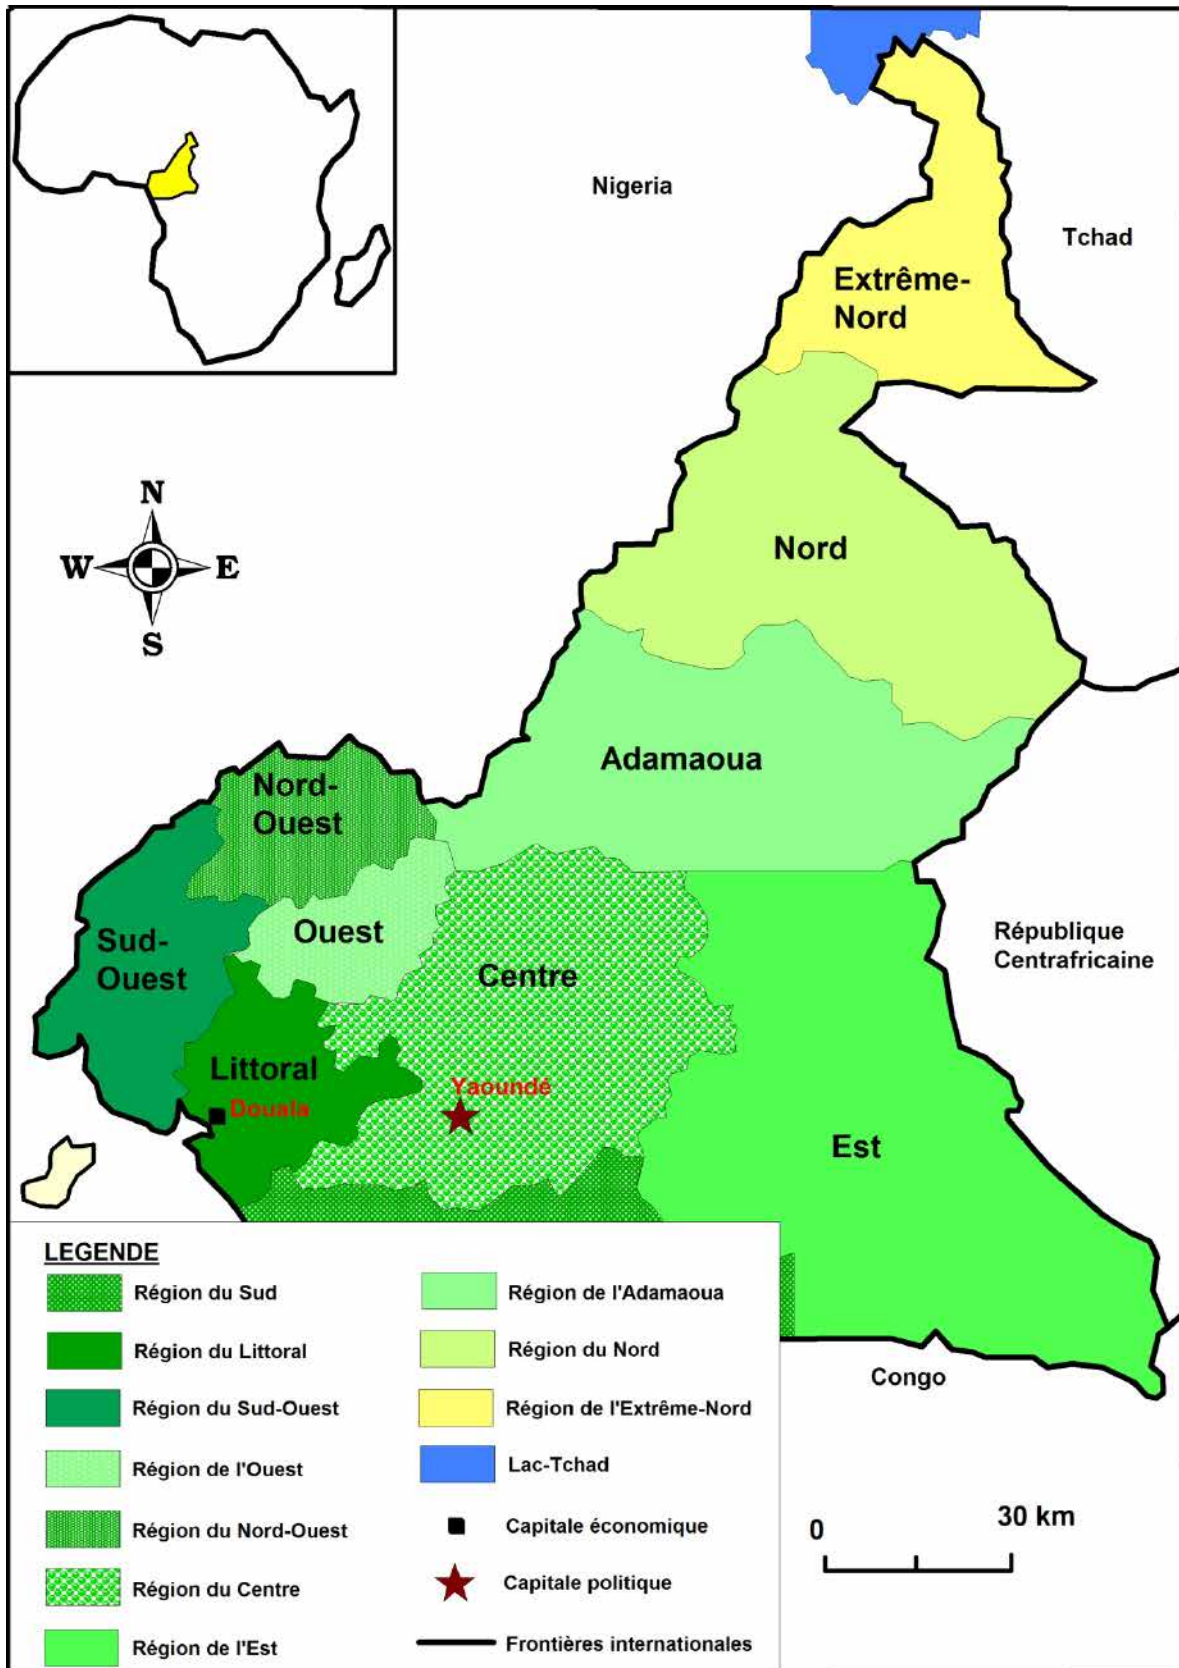 Nigeria
Tchad
Extrême-
Nord
N
W
E
S
Nord
Adamaoua
Nord-
Ouest
Ouest
Sud-
Ouest
Centre
République
Centrafricaine
Littoral
Douala
Yaoundé
Est
Congo
LEGENDE
Région du Sud
Région du Littoral
Région du Sud-Ouest
Région de l'Ouest
Région du Nord-Ouest
Région du Centre
Région de l'Est
Région de l'Adamaoua
Région du Nord
Région de l'Extrême-Nord
Lac-Tchad
Capitale économique
Capitale politique
Frontières internationales
0
30 km